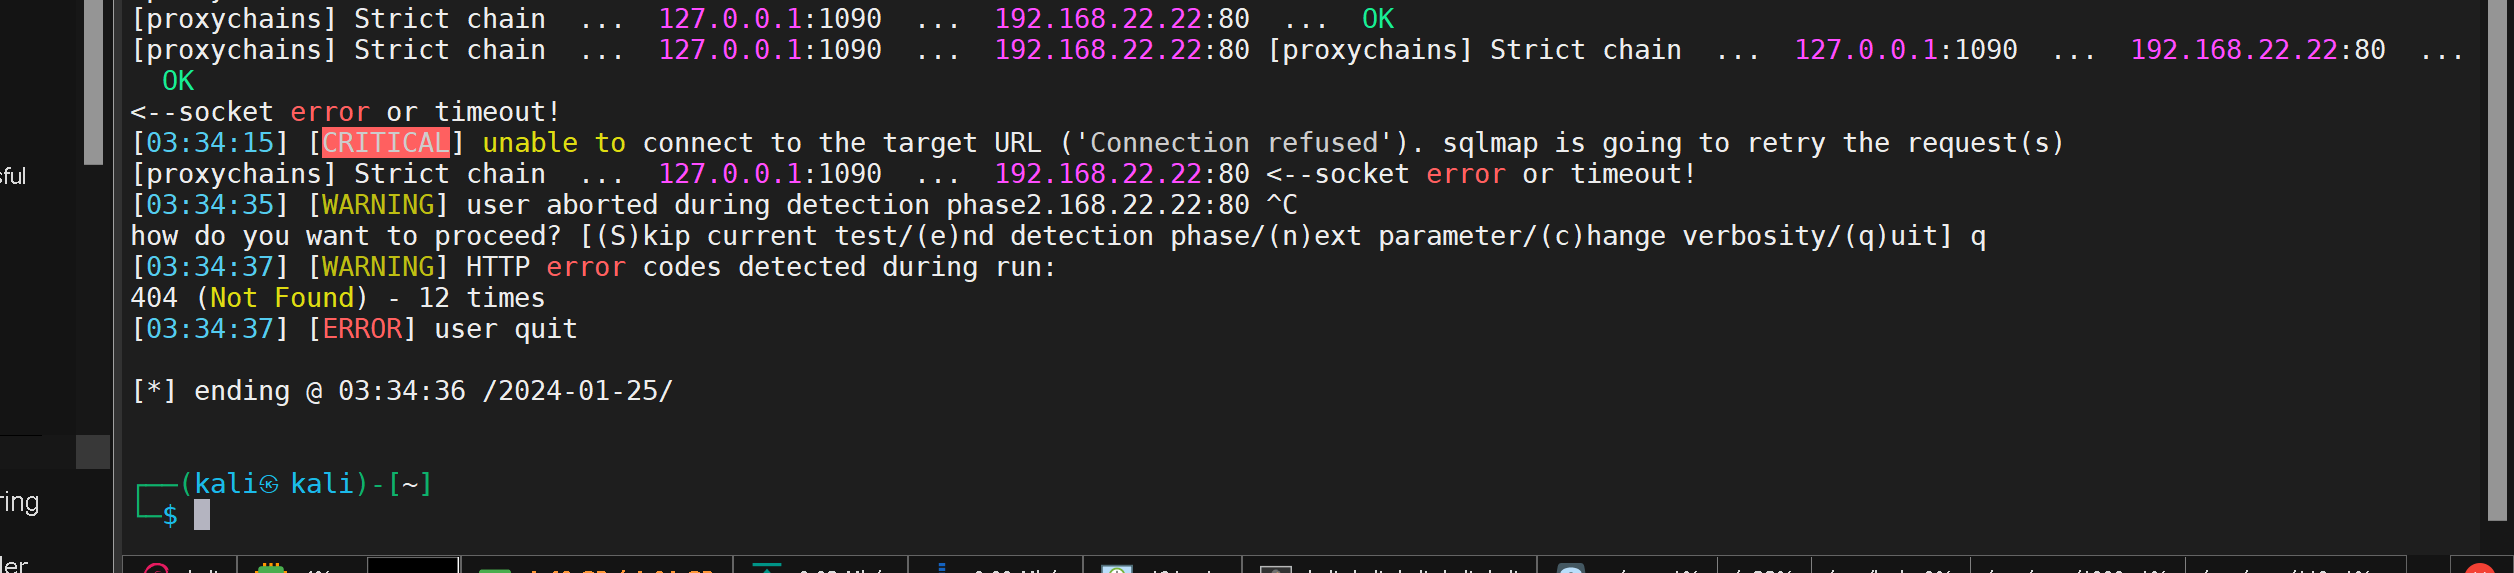 [proxychains] Strict chain ... 127.0.0.1:1090 ... 192.168.22.22:80 ... OK
[proxychains] Strict chain ... 127.0.0.1:1090 ... 192.168.22.22:80 [proxychains] Strict chain ... 127.0.0.1:1090 ... 192.168.22.22:80 ...
OK
<--socket error or timeout!
[03:34:15] [CRITICAL] unable to connect to the target URL ('Connection refused'). sqlmap is going to retry the request(s)
[proxychains] Strict chain ... 127.0.0.1:1090 ... 192.168.22.22:80 <--socket error or timeout!
[03:34:35] [WARNING] user aborted during detection phase2.168.22.22:80 ^C
how do you want to proceed? [(S)kip current test/(e)nd detection phase/(n)ext parameter/(c)hange verbosity/(q)uit] q
[03:34:37] [WARNING] HTTP error codes detected during run:
404 (Not Found) - 12 times
[03:34:37] [ERROR] user quit
[*] ending @ 03:34:36 /2024-01-25/
(kali㉿kali)-[~]
$
sful
ring
ler